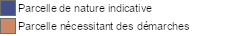 Parcelle de nature indicative
Parcelle nécessitant des démarches